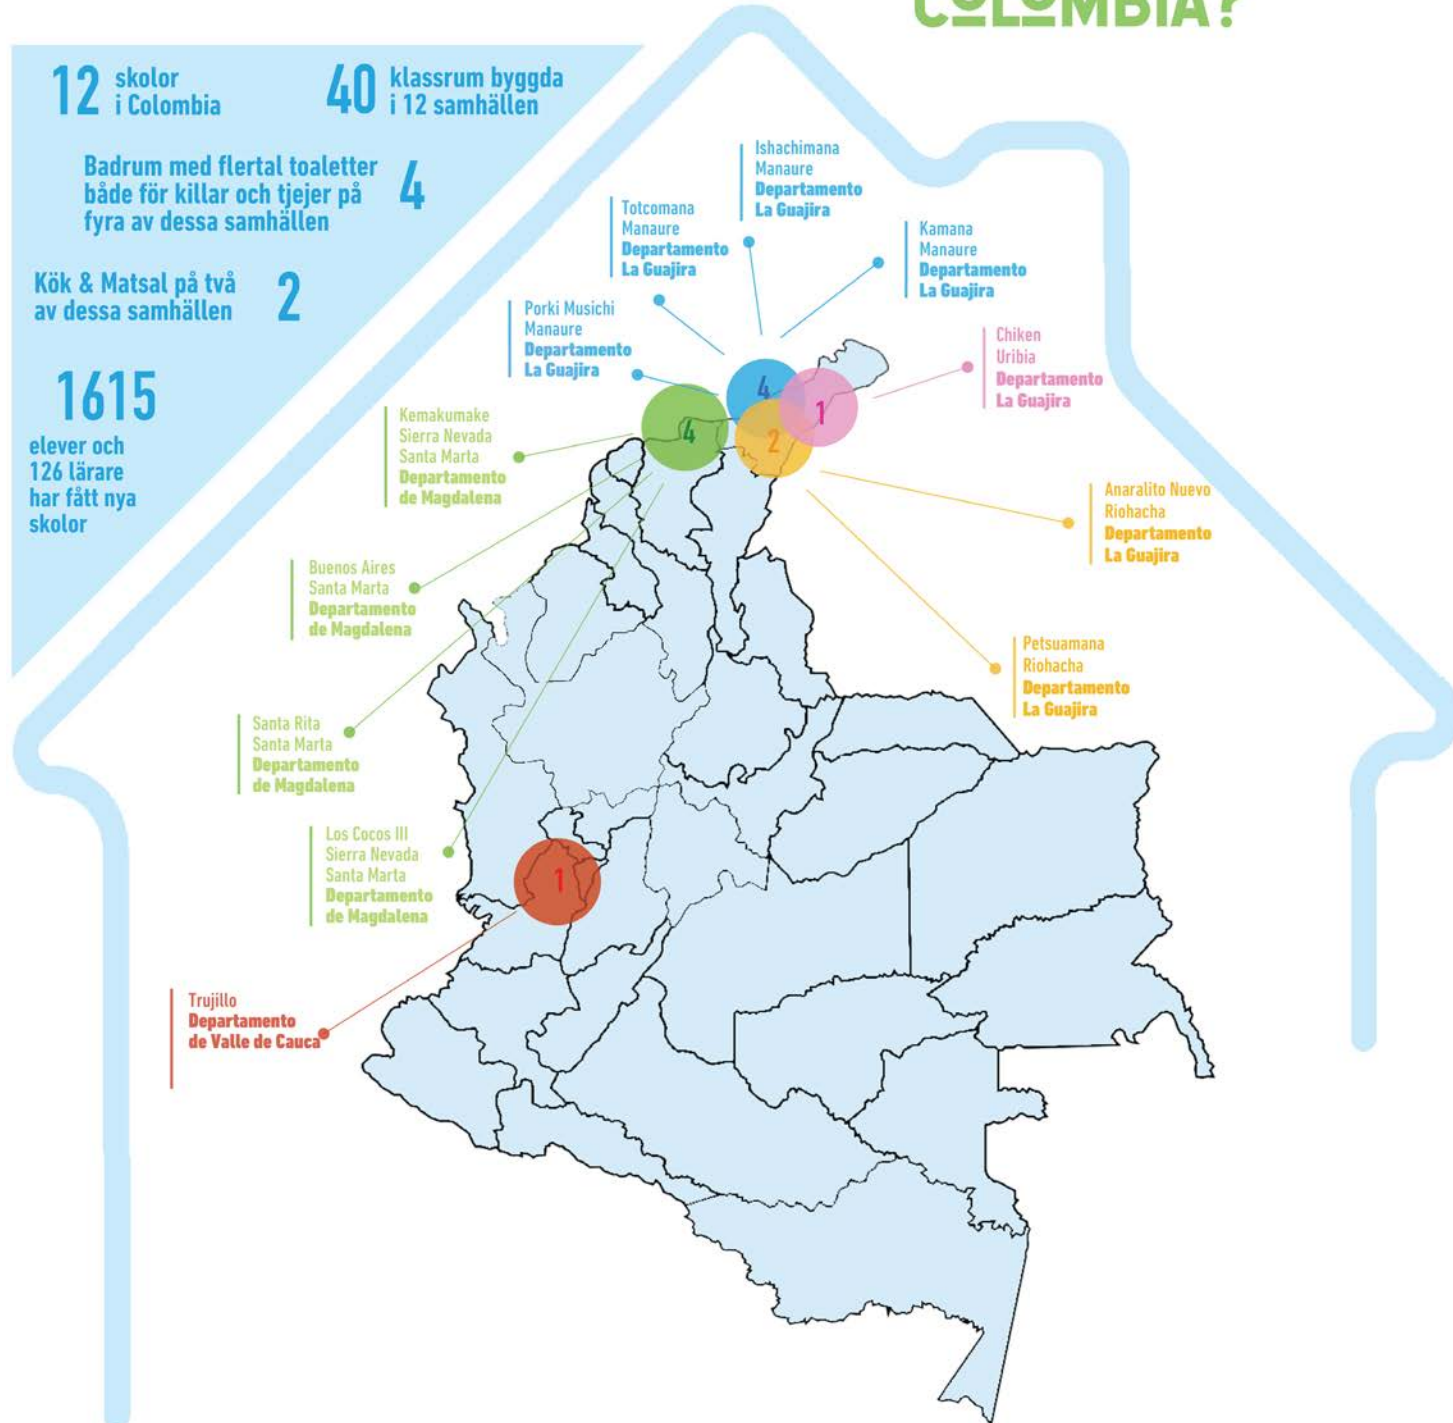 COLOMBIA?
12 skolor
i Colombia
40 klassrum byggda
i 12 samhällen
Badrum med flertal toaletter
både för killar och tjejer på
fyra av dessa samhällen
4
Kök & Matsal på två
av dessa samhällen
2
1615
elever och
126 lärare
har fått nya
skolor
Ishachimana
Manaure
Departamento
La Guajira
Totcomana
Manaure
Departamento
La Guajira
Kamana
Manaure
Departamento
La Guajira
Porki Musichi
Manaure
Departamento
La Guajira
Chiken
Uribia
Departamento
La Guajira
4
1
4
2
Kemakumake
Sierra Nevada
Santa Marta
Departamento
de Magdalena
Anaralito Nuevo
Riohacha
Departamento
La Guajira
Buenos Aires
Santa Marta
Departamento
de Magdalena
Petsuamana
Riohacha
Departamento
La Guajira
Santa Rita
Santa Marta
Departamento
de Magdalena
Los Cocos III
Sierra Nevada
Santa Marta
Departamento
de Magdalena
1
Trujillo
Departamento
de Valle de Cauca